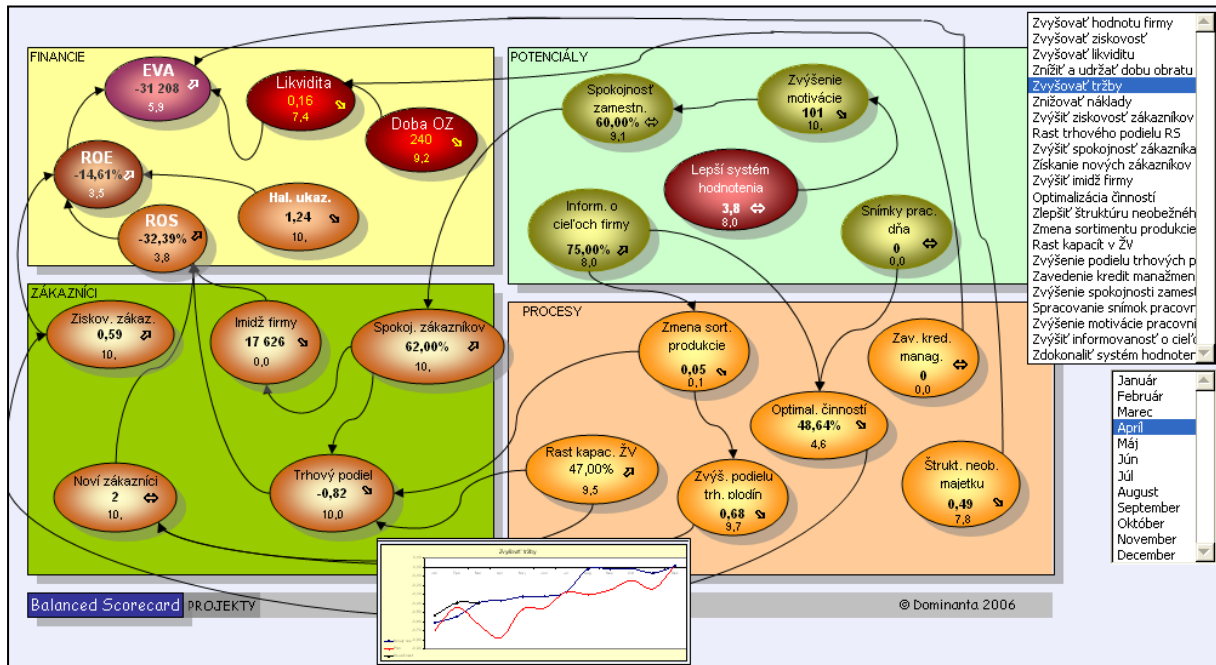 FINANCIE
EVA
-31 208
5,9
Likvidita
0,16
7,4
Doba OZ
240
9,2
ROE
-14,61%
3,5
Hal. ukaz.
1,24
10,
ROS
-32,39%
3,8
POTENCIÁLY
Spokojnosť
zamestn.
60,00%
9,1
Zvýšenie
motivácie
101
10,
Lepší systém
hodnotenia
3,8
8,0
Inform. o
cieľoch firmy
75,00%
8,0
Snímky prac.
dňa
0
0,0
ZÁKAZNÍCI
Ziskov. zákaz.
0,59
10,
Imidž firmy
17 626
0,0
Spokoj. zákazníkov
62,00%
10,
Noví zákazníci
2
10,
Trhový podiel
-0,82
10,0
PROCESY
Zmena sort.
produkcie
0,05
0,1
Zav. kred.
manag.
0
0,0
Optimal. činností
48,64%
4,6
Rast kapac. ŽV
47,00%
9,5
Zvýš. podielu
trh. plodín
0,68
9,7
Štrukt. neob.
majetku
0,49
7,8
Zvyšovať hodnotu firmy
Zvyšovať ziskovosť
Zvyšovať likviditu
Znížiť a udržať dobu obratu
Zvyšovať tržby
Znižovať náklady
Zvýšiť ziskovosť zákazníkov
Rast trhového podielu RS
Zvýšiť spokojnosť zákazníka
Získanie nových zákazníkov
Zvýšiť imidž firmy
Optimalizácia činností
Zlepšiť štruktúru neobežnéh
Zmena sortimentu produkcie
Rast kapacít v ŽV
Zvýšenie podielu trhových p
Zavedenie kredit manažmen
Zvýšenie spokojnosti zamest
Spracovanie snímok pracovn
Zvýšenie motivácie pracovní
Zvýšiť informovanosť o cieľo
Zdokonaliť systém hodnoten
Január
Február
Marec
Apríl
Máj
Jún
Júl
August
September
Október
November
December
Zvyšovať tržby
Balanced Scorecard PROJEKTY
© Dominanta 2006